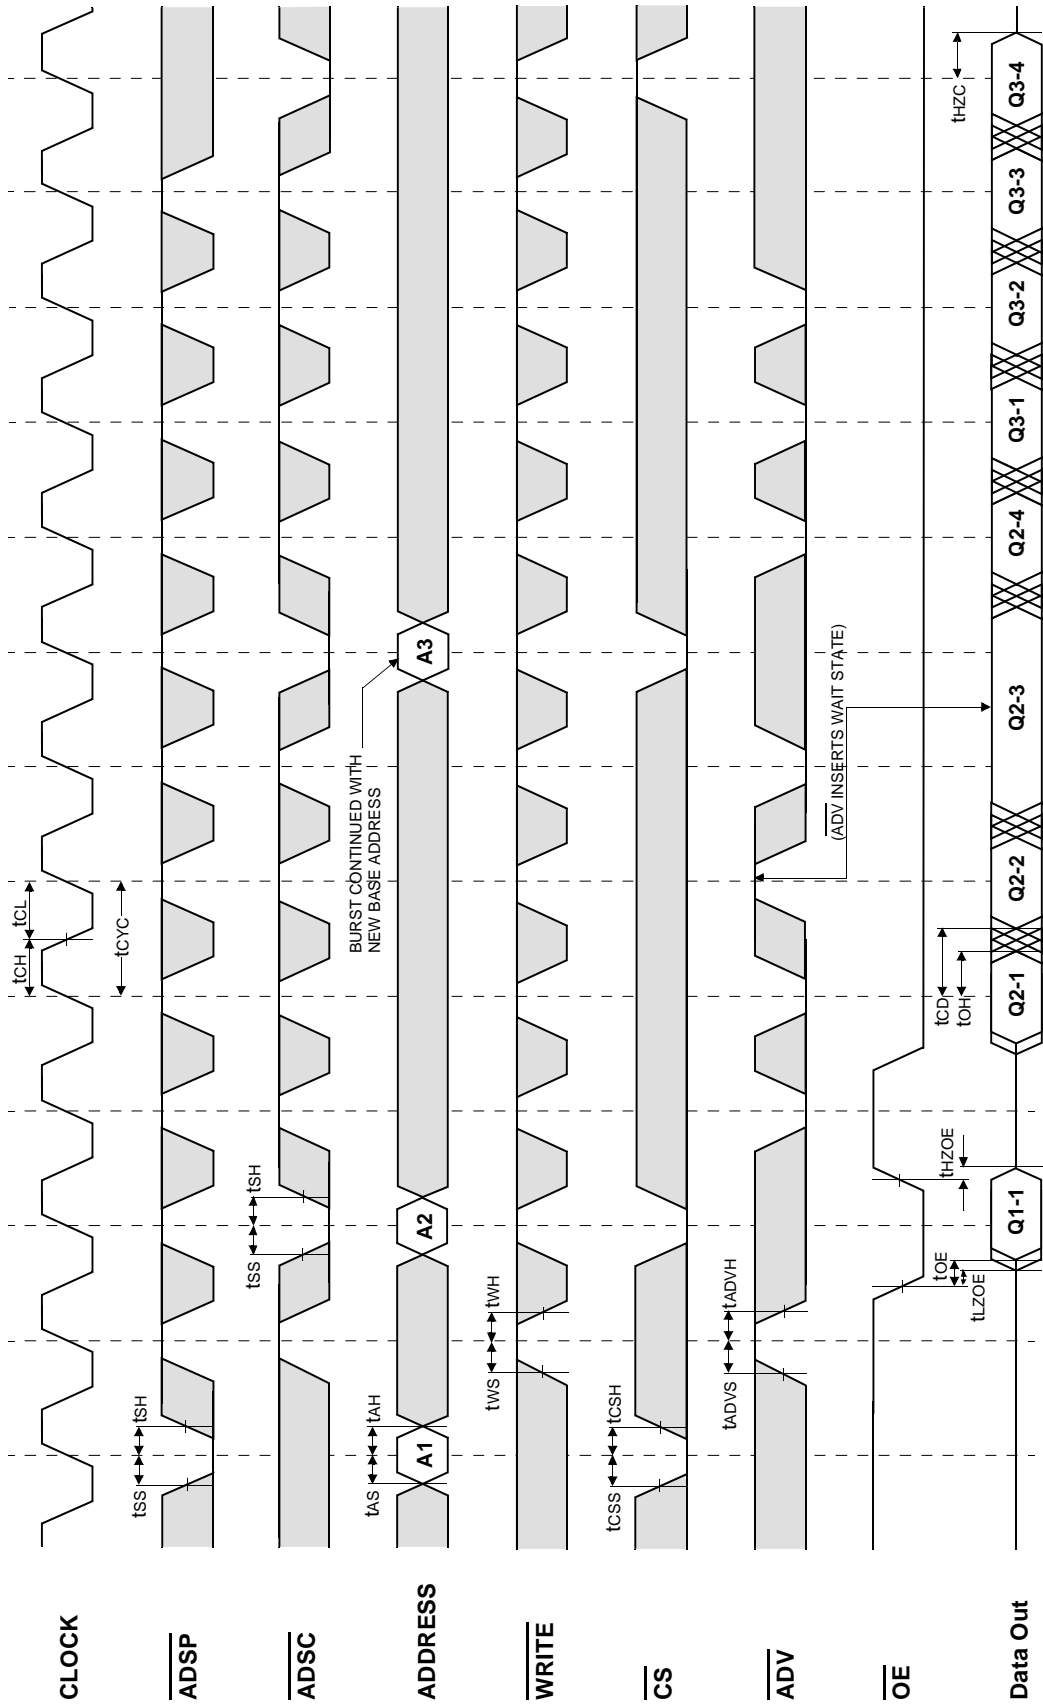 CLOCK
tCH
tCL
tCYC
ADSP
tSS
tSH
ADSC
tSS
tSH
ADDRESS
tAS
tAH
A1
A2
A3
BURST CONTINUED WITH
NEW BASE ADDRESS
WRITE
tWS
tWH
CS
tCSS
tCSH
ADV
tADVS
tADVH
(ADV INSERTS WAIT STATE)
OE
tOE
tLZOE
tHZOE
tCD
tOH
tHZC
Data Out
Q1-1
Q2-1
Q2-2
Q2-3
Q2-4
Q3-1
Q3-2
Q3-3
Q3-4